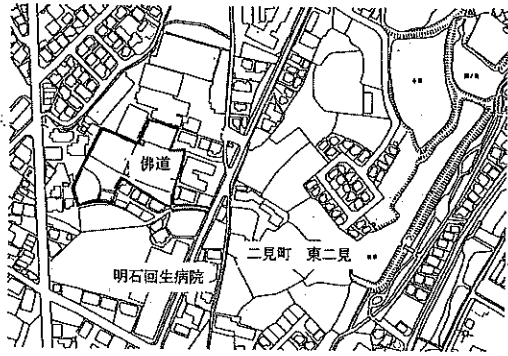 佛道
二見町 東二見
明石回生病院